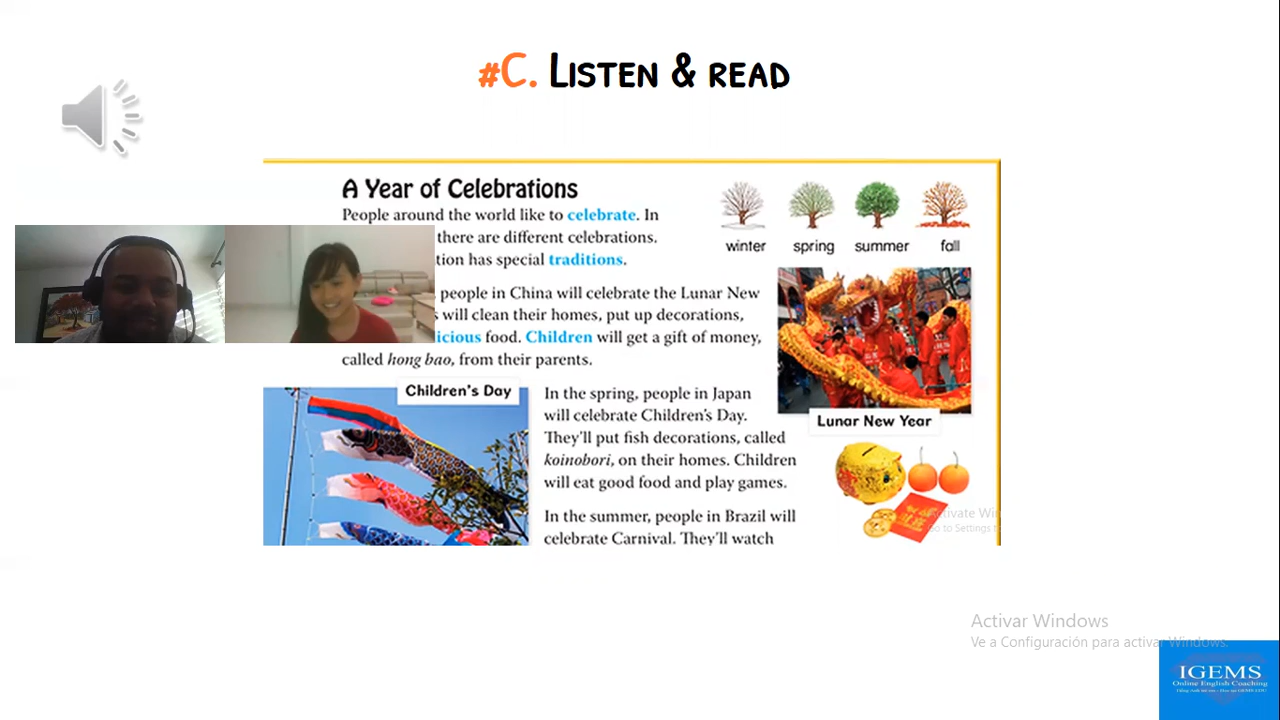 #C. LISTEN & READ
A Year of Celebrations
People around the world like to celebrate. In
there are different celebrations.
tion has special traditions.
people in China will celebrate the Lunar New
will clean their homes, put up decorations,
icious food. Children will get a gift of money,
called hong bao, from their parents.
winter spring summer fall
Children's Day
In the spring, people in Japan
will celebrate Children's Day.
They'll put fish decorations, called
koinobori, on their homes. Children
will eat good food and play games.
In the summer, people in Brazil will
celebrate Carnival. They'll watch
Lunar New Year
Activate Win
Go to Settings t
Activar Windows
Ve a Configuración para activar Windows.
IGEMS
Online English Coaching